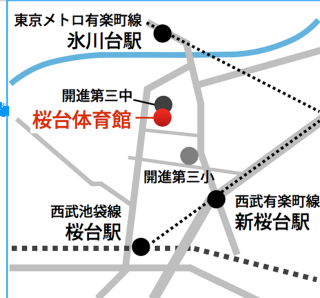 東京メトロ有楽町線
氷川台駅
開進第三中
桜台体育館
開進第三小
西武有楽町線
新桜台駅
西武池袋線
桜台駅